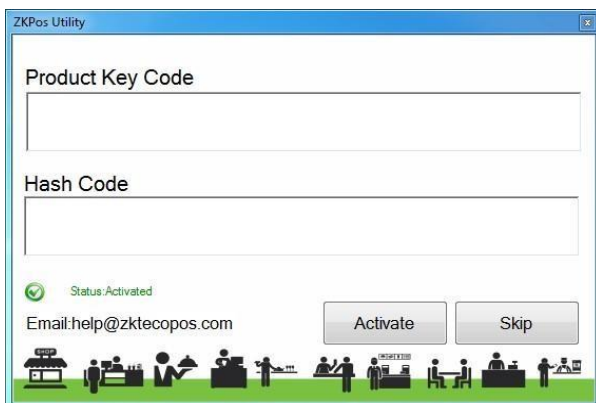 ZKPos Utility
Product Key Code
Hash Code
Status:Activated
Email:help@zktecopos.com
Activate
Skip
SHOP